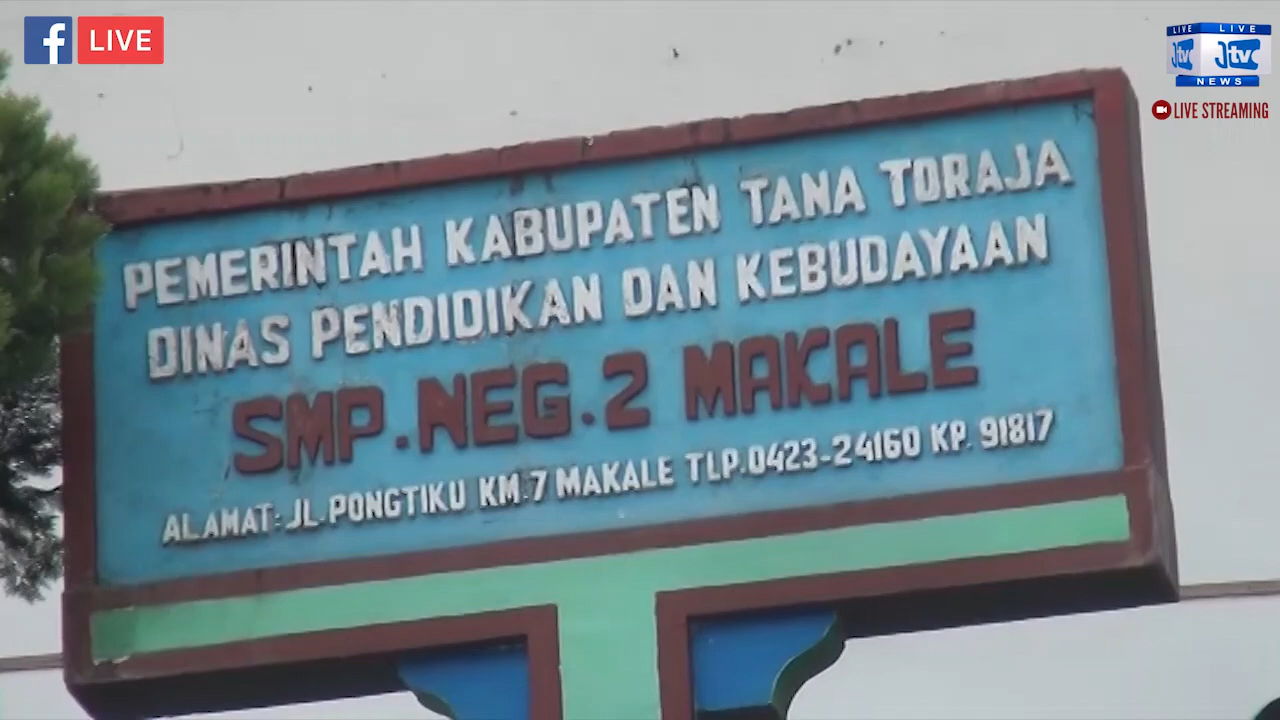 f LIVE
LIVE LIVE
Jtv Jtv
NEWS
LIVE STREAMING
PEMERINTAH KABUPATEN TANA TORAJA
DINAS PENDIDIKAN DAN KEBUDAYAAN
SMP.NEG.2 MAKALE
ALAMAT: JL.PONGTIKU KM.7 MAKALE TLP.0423-24160 KP. 91817